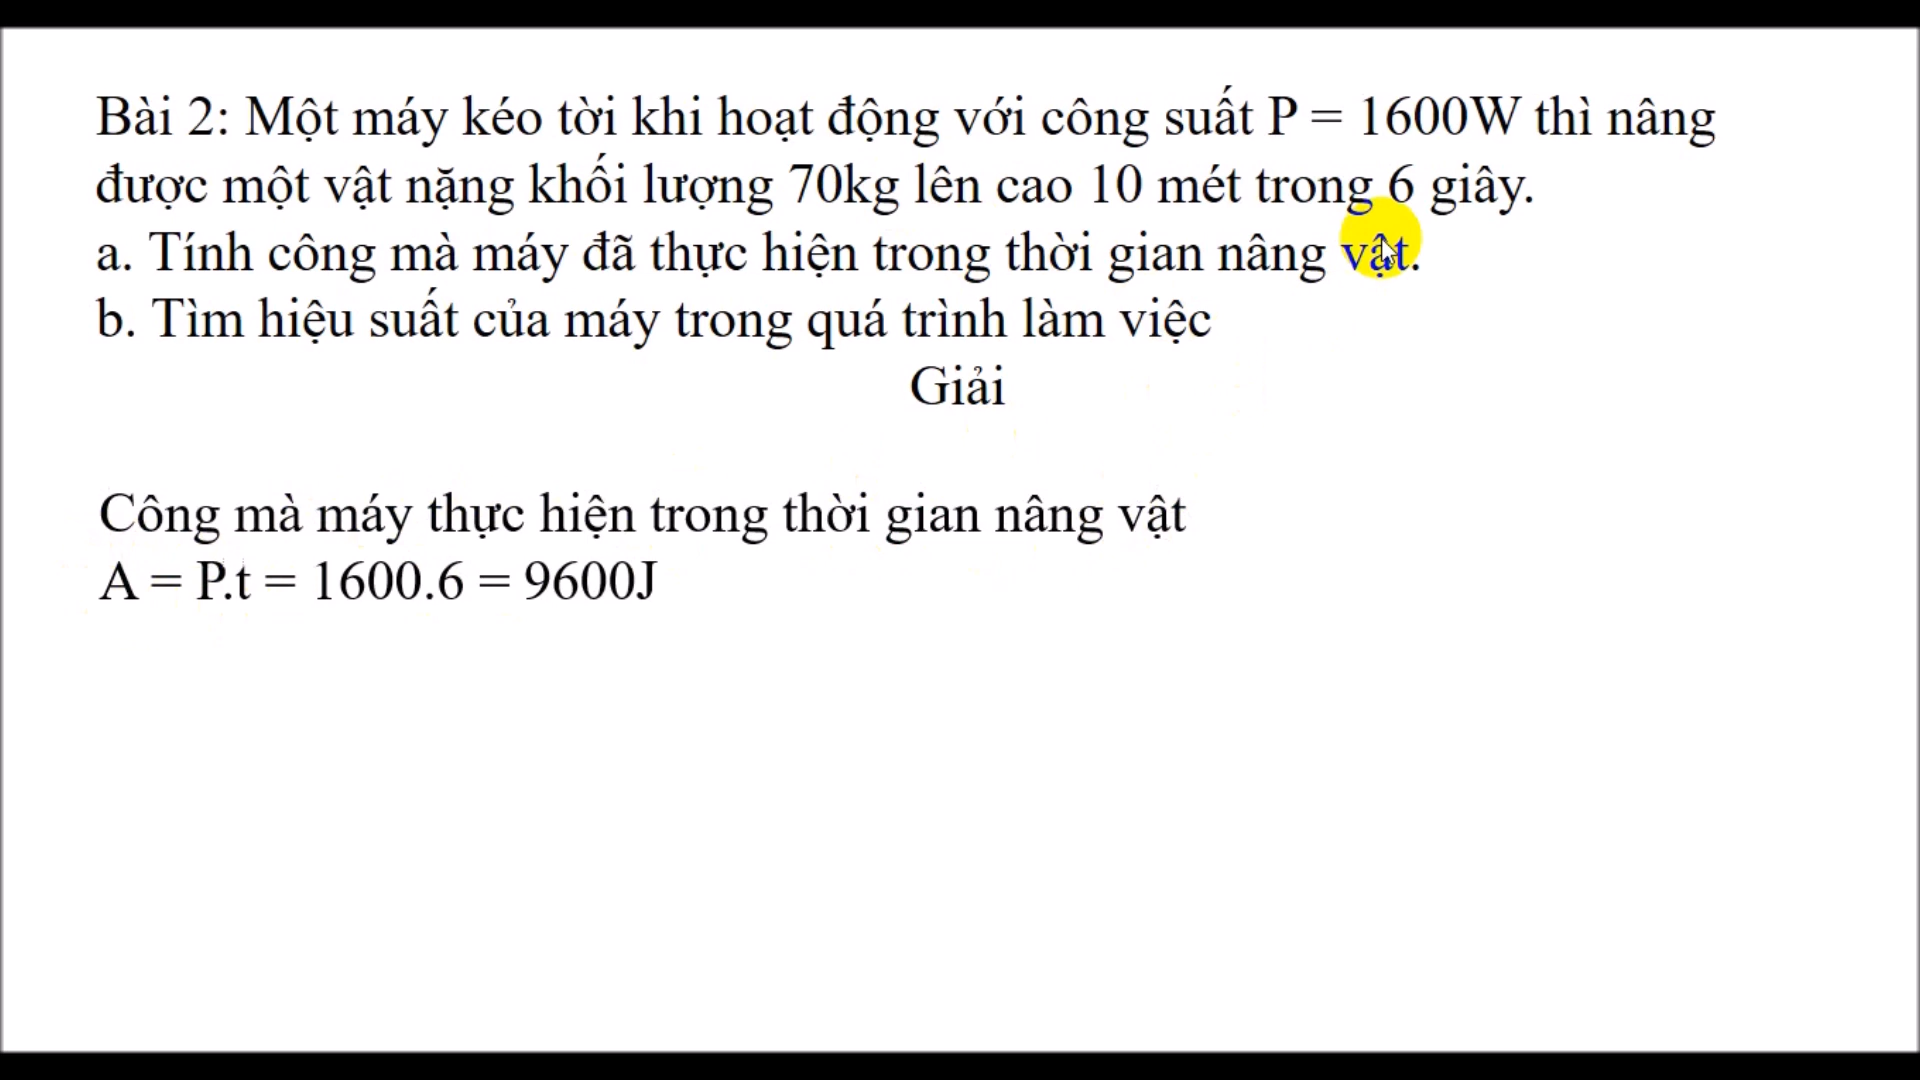 Bài 2: Một máy kéo tời khi hoạt động với công suất P = 1600W thì nâng
được một vật nặng khối lượng 70kg lên cao 10 mét trong 6 giây.
a. Tính công mà máy đã thực hiện trong thời gian nâng vật.
b. Tìm hiệu suất của máy trong quá trình làm việc
Giải
Công mà máy thực hiện trong thời gian nâng vật
A = P.t = 1600.6 = 9600J